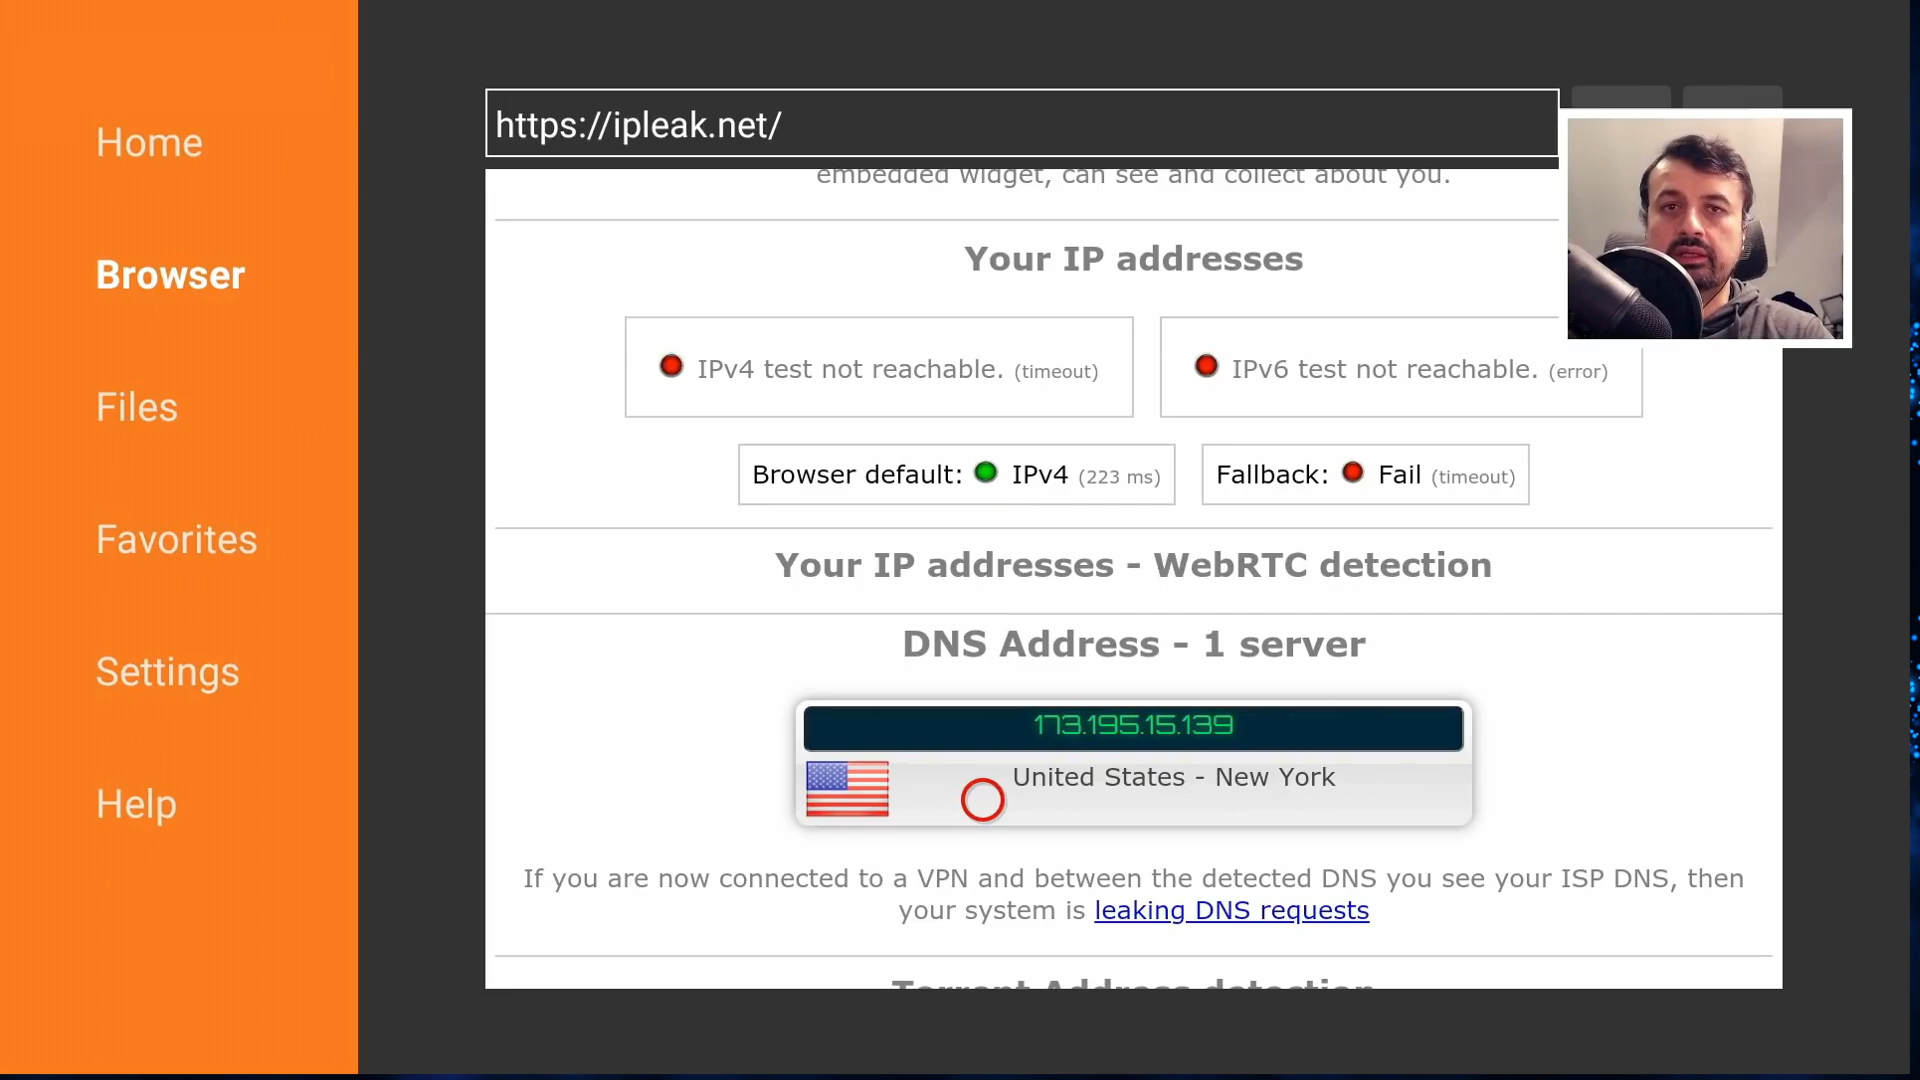 Home
Browser
Files
Favorites
Settings
Help
https://ipleak.net/
embedded widget, can see and collect about you.
Your IP addresses
IPv4 test not reachable. (timeout)
IPv6 test not reachable. (error)
Browser default: IPv4 (223 ms)
Fallback: Fail (timeout)
Your IP addresses - WebRTC detection
DNS Address - 1 server
173.195.15.139
United States - New York
If you are now connected to a VPN and between the detected DNS you see your ISP DNS, then
your system is leaking DNS requests
Torrent Address detection